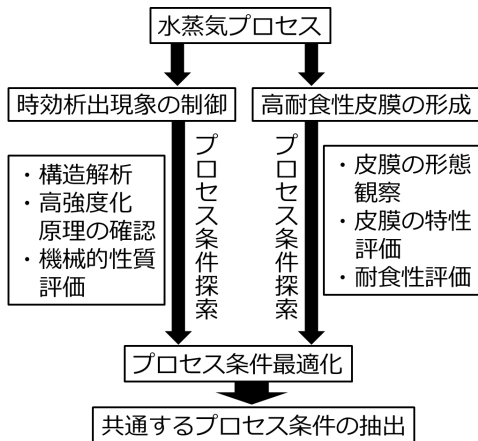 水蒸気プロセス
時効析出現象の制御
高耐食性皮膜の形成
・構造解析
・高強度化
原理の確認
・機械的性質
評価
プロセス条件探索
プロセス条件探索
・皮膜の形態
観察
・皮膜の特性
評価
・耐食性評価
プロセス条件最適化
共通するプロセス条件の抽出